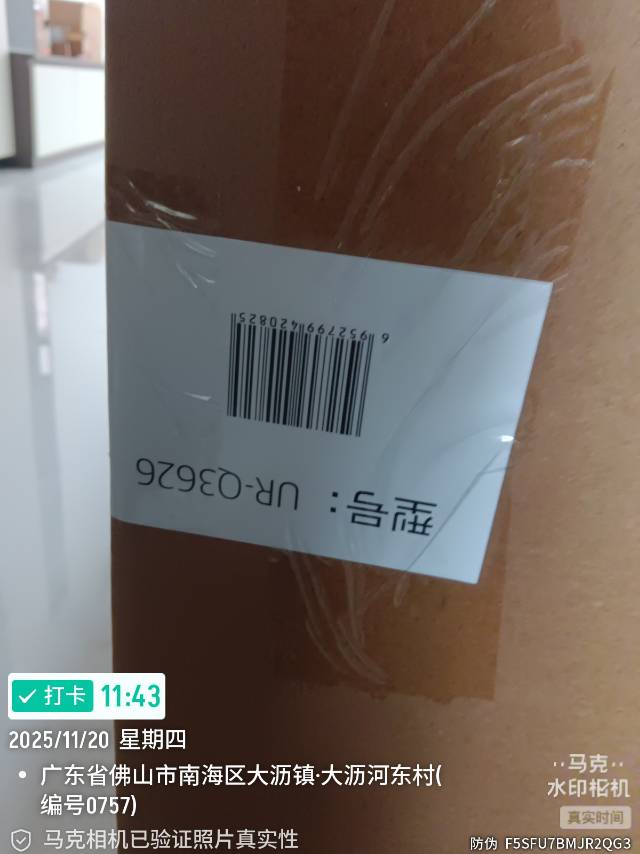 型号：UR-Q3626
6952799420825
打卡 11:43
2025/11/20 星期四
广东省佛山市南海区大沥镇·大沥河东村(
编号0757)
马克相机已验证照片真实性
马克
水印相机
真实时间
防伪 F5SFU7BMJR2QG3